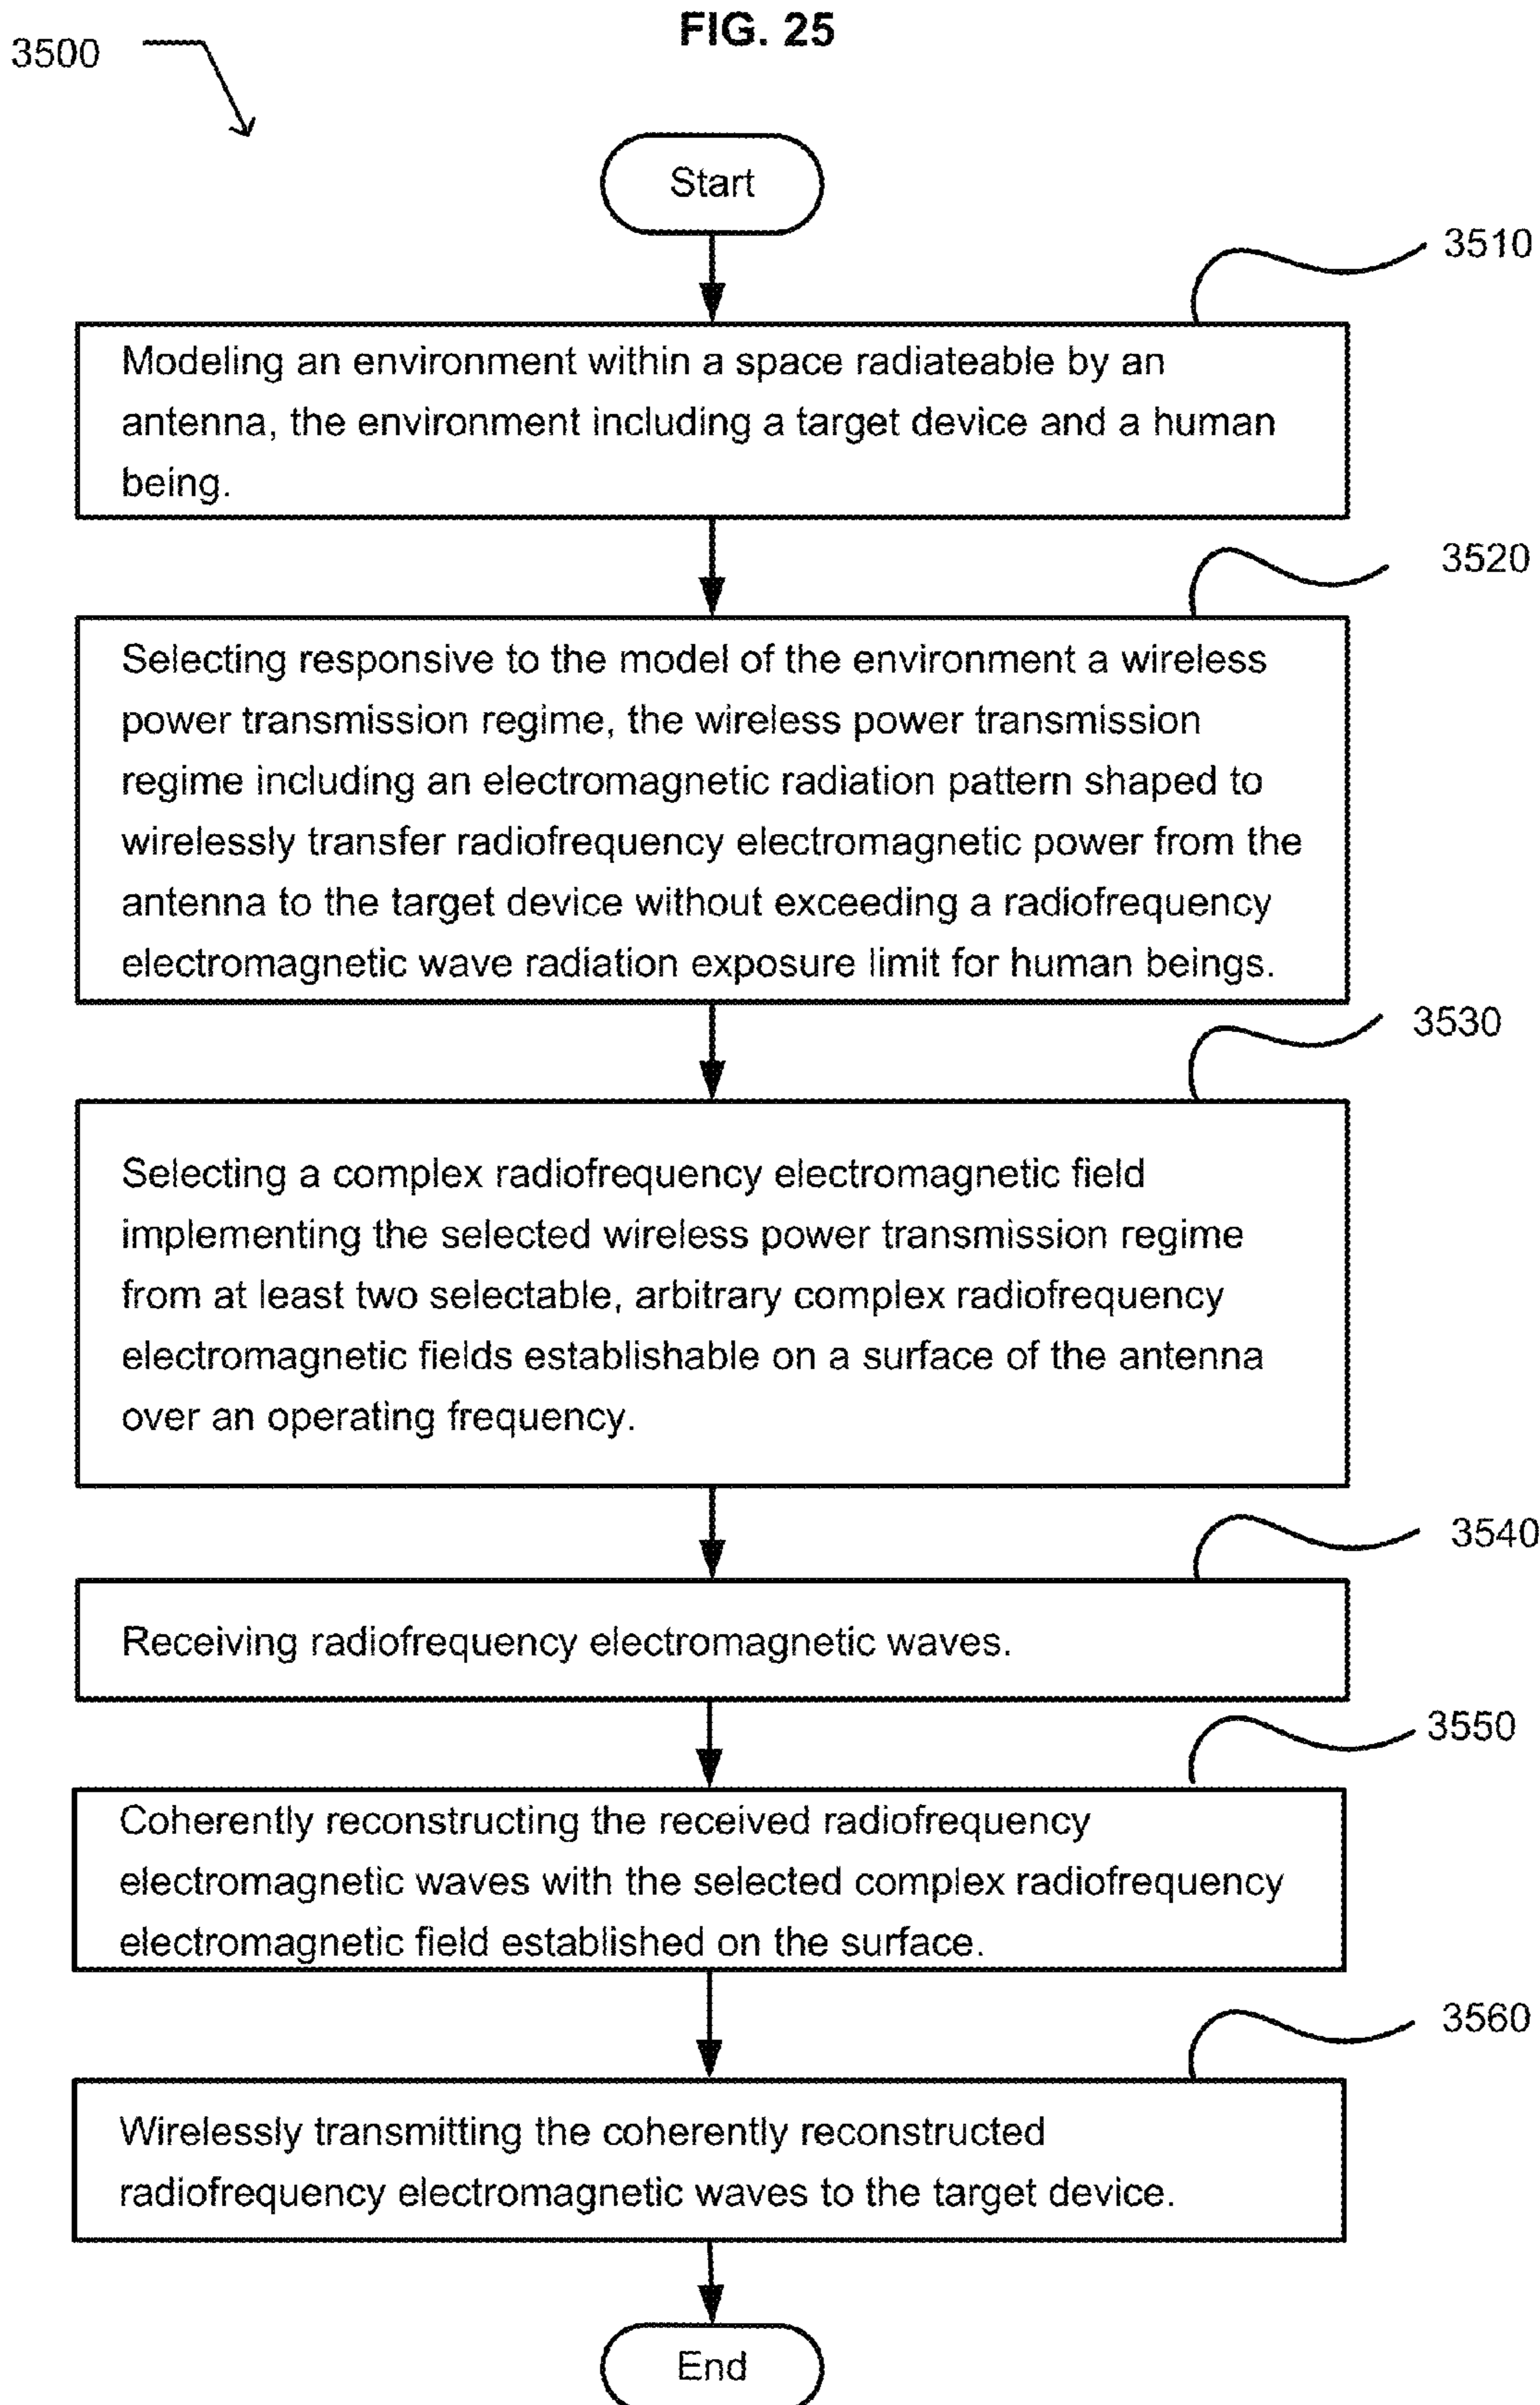 FIG. 25
3500
Start
3510
Modeling an environment within a space radiateable by an
antenna, the environment including a target device and a human
being.
3520
Selecting responsive to the model of the environment a wireless
power transmission regime, the wireless power transmission
regime including an electromagnetic radiation pattern shaped to
wirelessly transfer radiofrequency electromagnetic power from the
antenna to the target device without exceeding a radiofrequency
electromagnetic wave radiation exposure limit for human beings.
3530
Selecting a complex radiofrequency electromagnetic field
implementing the selected wireless power transmission regime
from at least two selectable, arbitrary complex radiofrequency
electromagnetic fields establishable on a surface of the antenna
over an operating frequency.
3540
Receiving radiofrequency electromagnetic waves.
3550
Coherently reconstructing the received radiofrequency
electromagnetic waves with the selected complex radiofrequency
electromagnetic field established on the surface.
3560
Wirelessly transmitting the coherently reconstructed
radiofrequency electromagnetic waves to the target device.
End